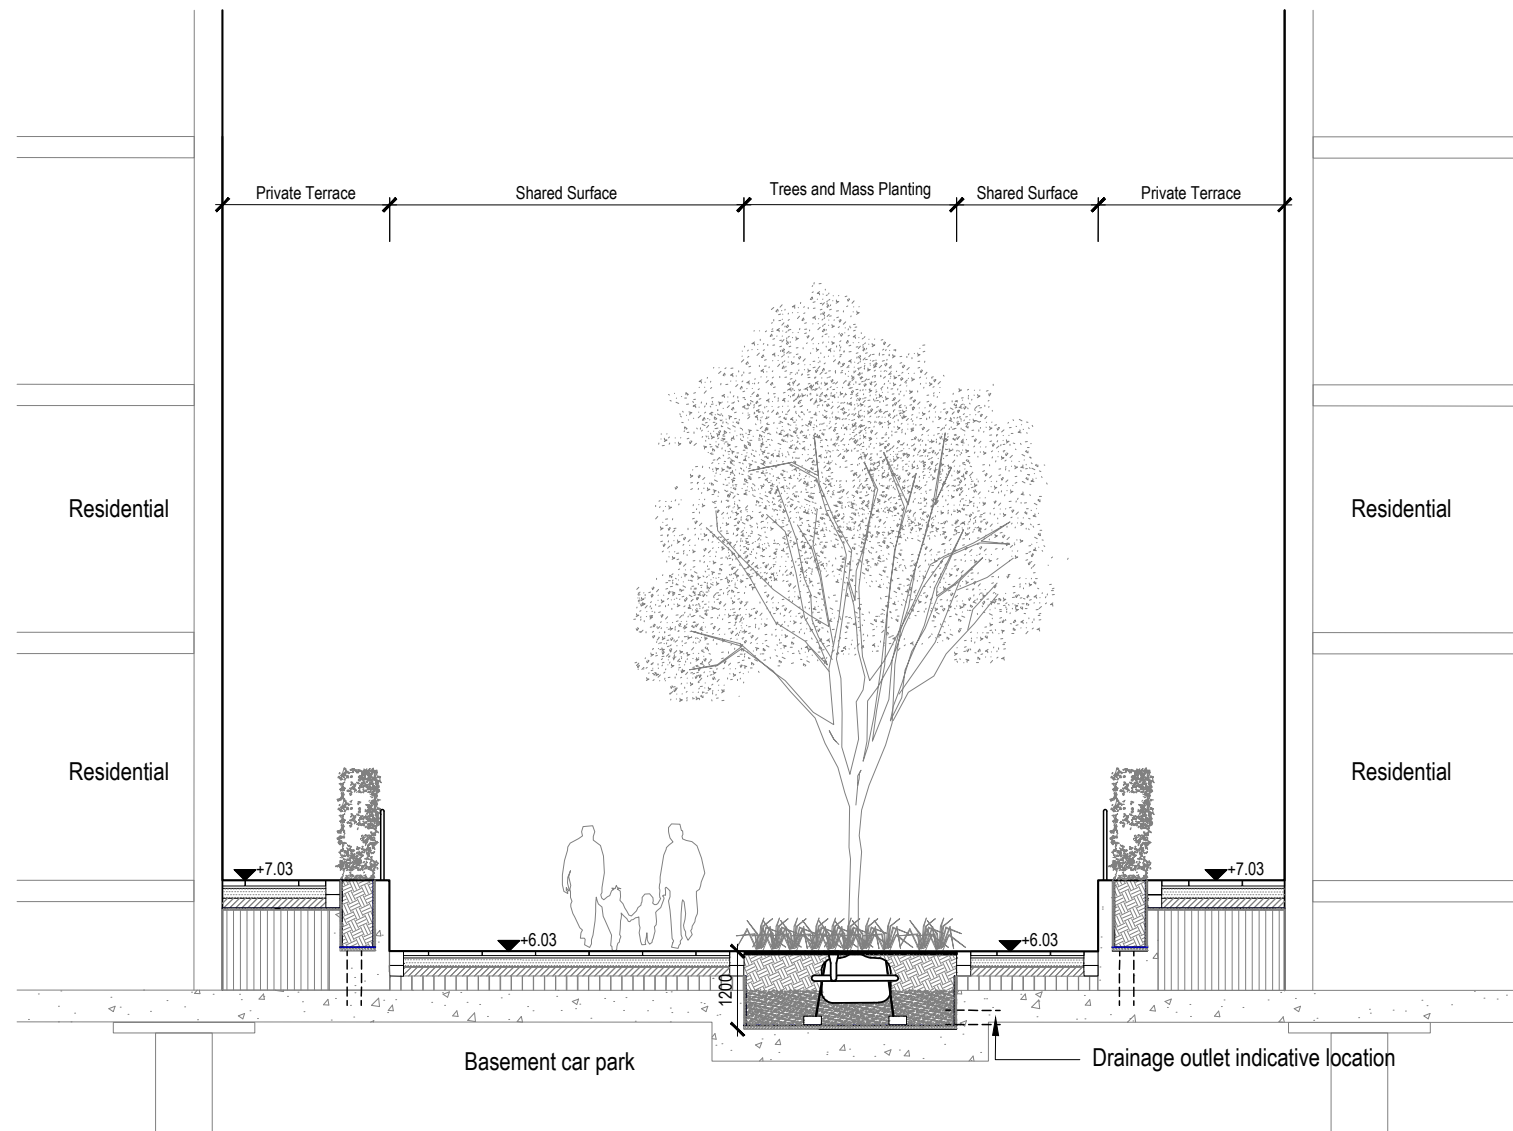 Private Terrace
Shared Surface
Trees and Mass Planting
Shared Surface
Private Terrace
Residential
Residential
Residential
Residential
+7.03
+7.03
+6.03
+6.03
1200
Basement car park
Drainage outlet indicative location